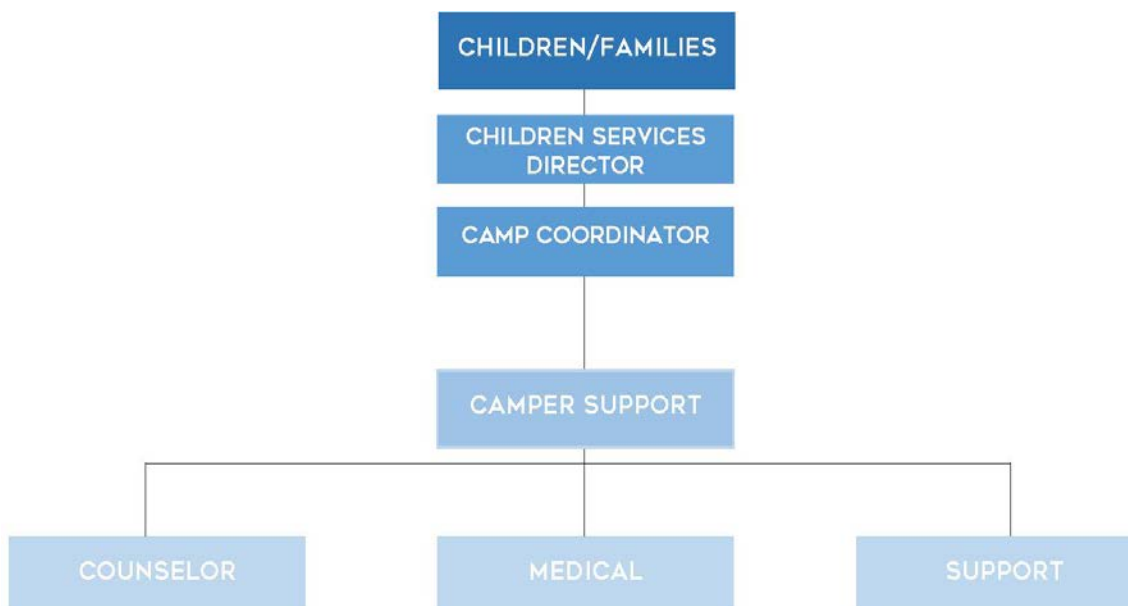 CHILDREN/FAMILIES
CHILDREN SERVICES
DIRECTOR
CAMP COORDINATOR
CAMPER SUPPORT
COUNSELOR
MEDICAL
SUPPORT